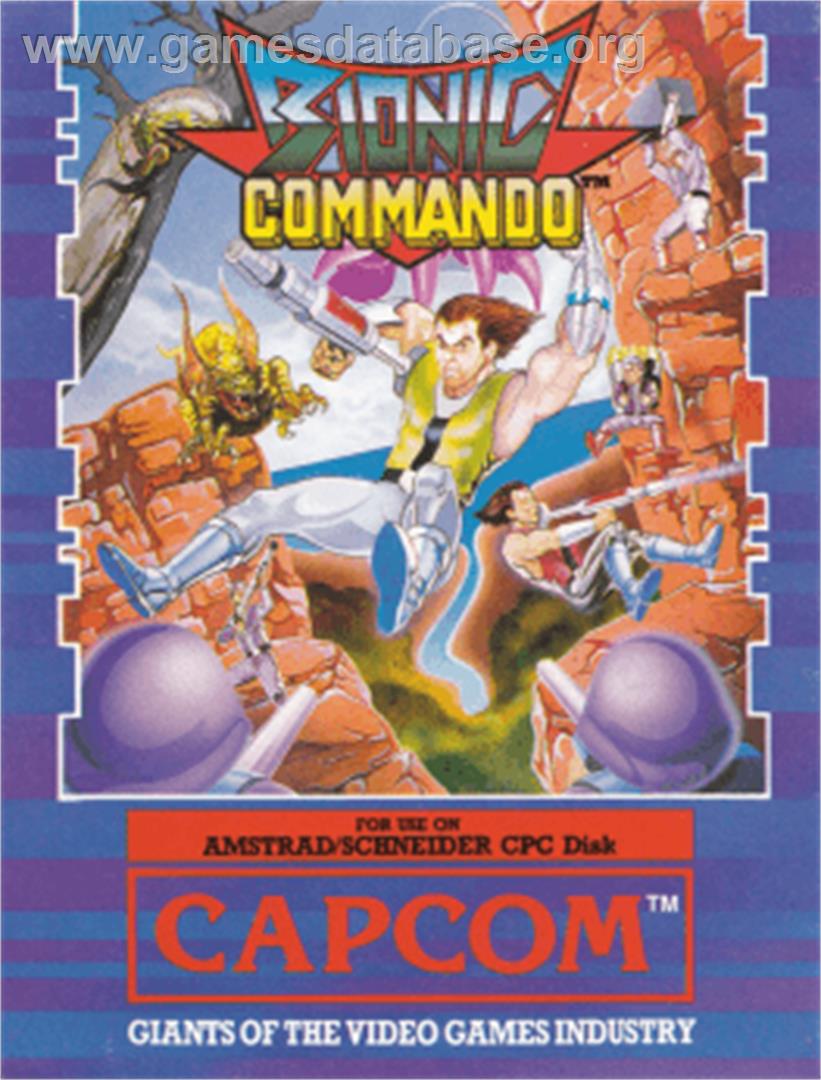 www.gamesdatabase.org
BIONIC
COMMANDO™
FOR USE ON
AMSTRAD/SCHNEIDER CPC Disk
CAPCOM™
GIANTS OF THE VIDEO GAMES INDUSTRY